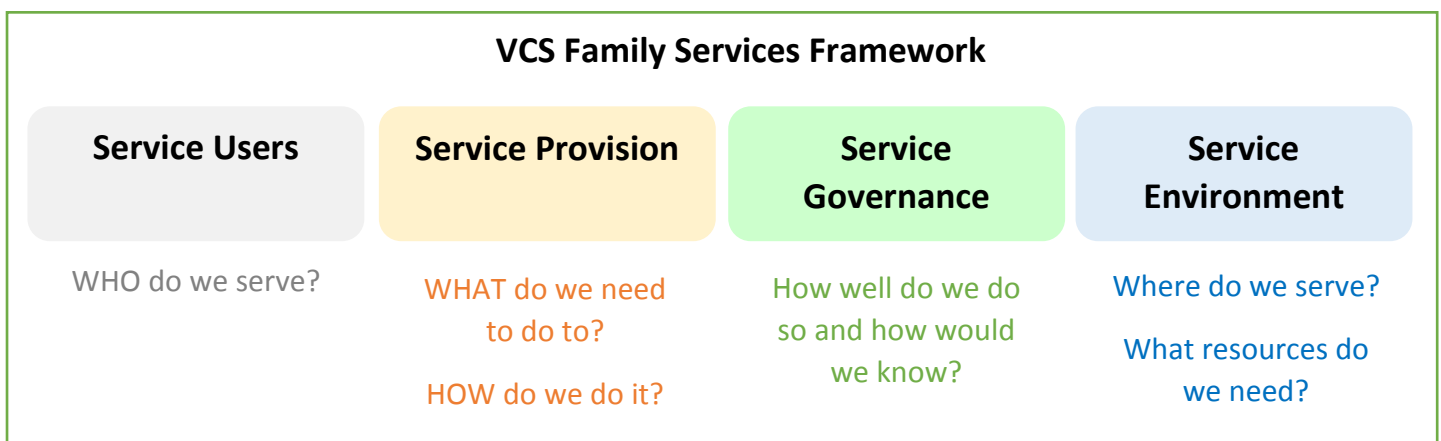 VCS Family Services Framework
Service Users
WHO do we serve?
Service Provision
WHAT do we need
to do to?
HOW do we do it?
Service
Governance
How well do we do
so and how would
we know?
Service
Environment
Where do we serve?
What resources do
we need?